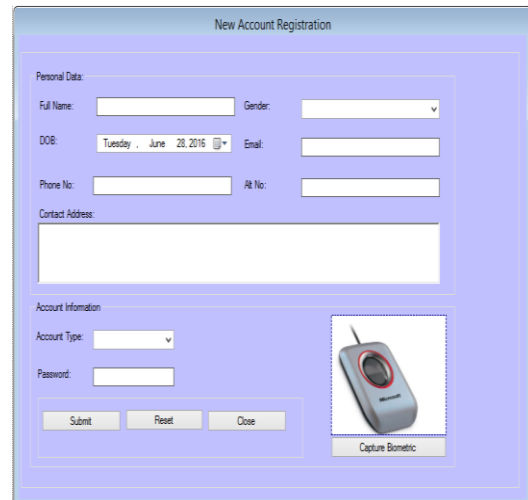 New Account Registration
Personal Data:
Full Name: Gender:
DOB: Tuesday , June 28, 2016 Email:
Phone No: Alt No:
Contact Address:
Account Information
Account Type:
Password:
Microsoft
Submit Reset Close
Capture Biometric